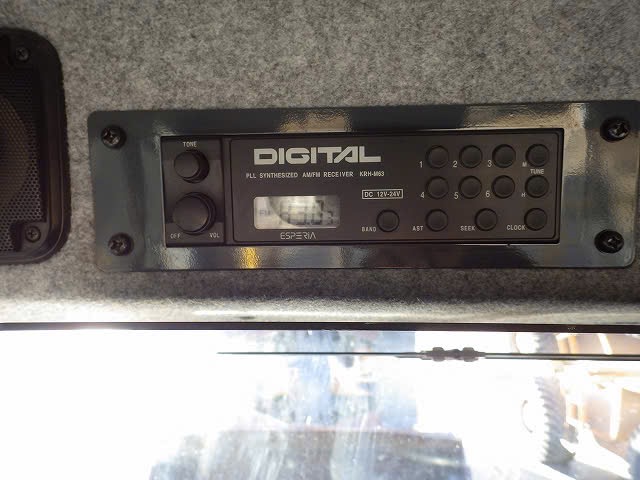 TONE
DIGITAL
PLL SYNTHESIZED AM/FM RECEIVER KRH-M63
1 2 3 M
TUNE
DC 12V-24V
4 5 6 H
FM
OFF VOL
ESPERIA
BAND AST SEEK CLOCK